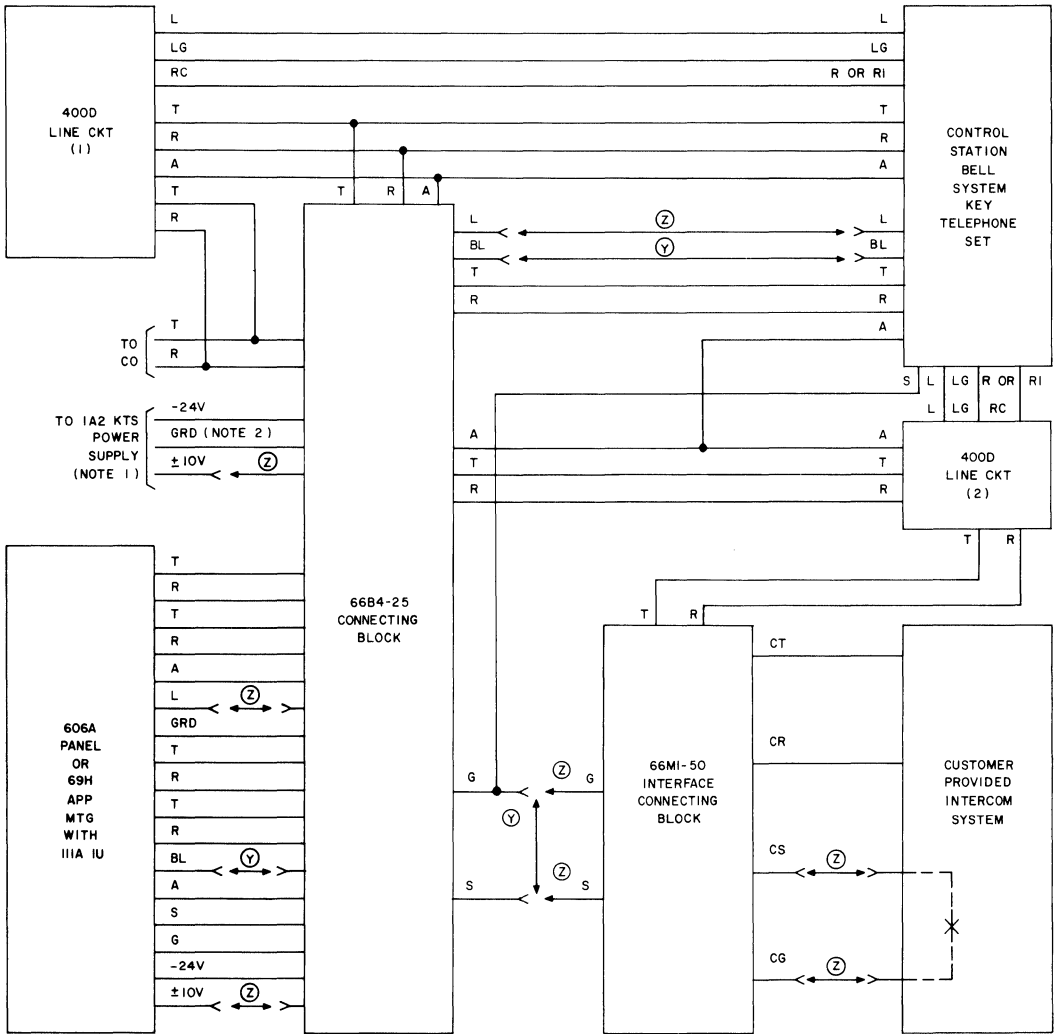 L L
LG LG
RC R OR RI
T T
R R
A A
T
R
400D
LINE CKT
(1)
CONTROL
STATION
BELL
SYSTEM
KEY
TELEPHONE
SET
T R A
L Z L
BL Y BL
T T
R R
A
TO
CO
T
R
S L LG R OR RI
L LG RC
TO 1A2 KTS
POWER
SUPPLY
(NOTE 1)
-24V
GRD (NOTE 2)
±10V Z
A A
T T
R R
400D
LINE CKT
(2)
T R
606A
PANEL
OR
69H
APP
MTG
WITH
111A IU
T
R
T
R
A
L Z
GRD
T
R
T
R
BL Y
A
S
G
-24V
±10V Z
66B4-25
CONNECTING
BLOCK
T R
G Z G
Y
S Z S
66M1-50
INTERFACE
CONNECTING
BLOCK
CT
CR
CS Z
CG Z
CUSTOMER
PROVIDED
INTERCOM
SYSTEM